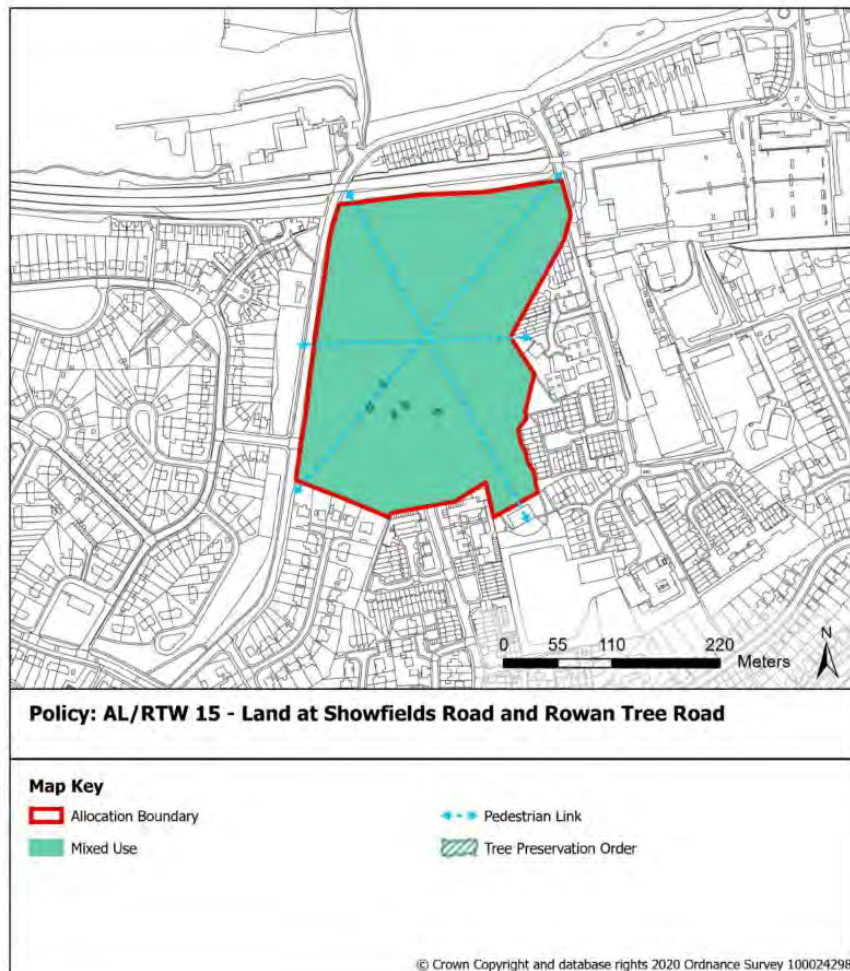 N
0 55 110 220
Meters
Policy: AL/RTW 15 - Land at Showfields Road and Rowan Tree Road
Map Key
Allocation Boundary
Pedestrian Link
Mixed Use
Tree Preservation Order
© Crown Copyright and database rights 2020 Ordnance Survey 100024298